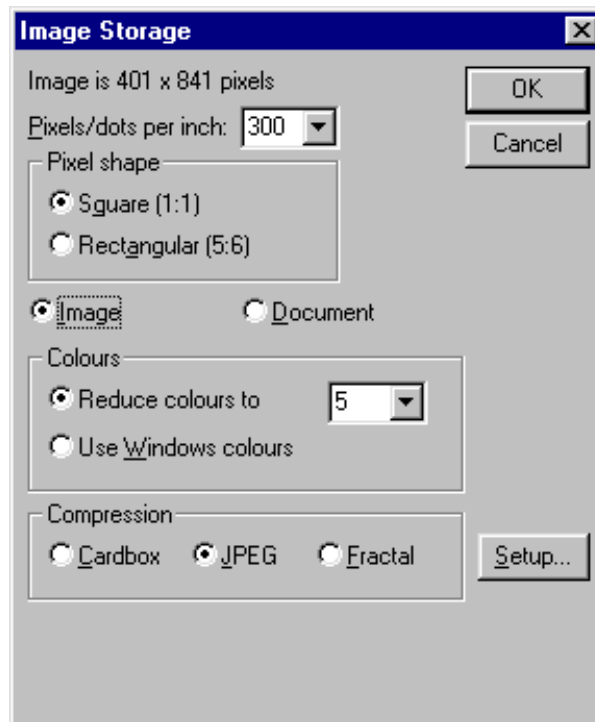 Image Storage
Image is 401 x 841 pixels
OK
Pixels/dots per inch: 300
Cancel
Pixel shape
Square (1:1)
Rectangular (5:6)
Image Document
Colours
Reduce colours to 5
Use Windows colours
Compression
Cardbox JPEG Fractal Setup...